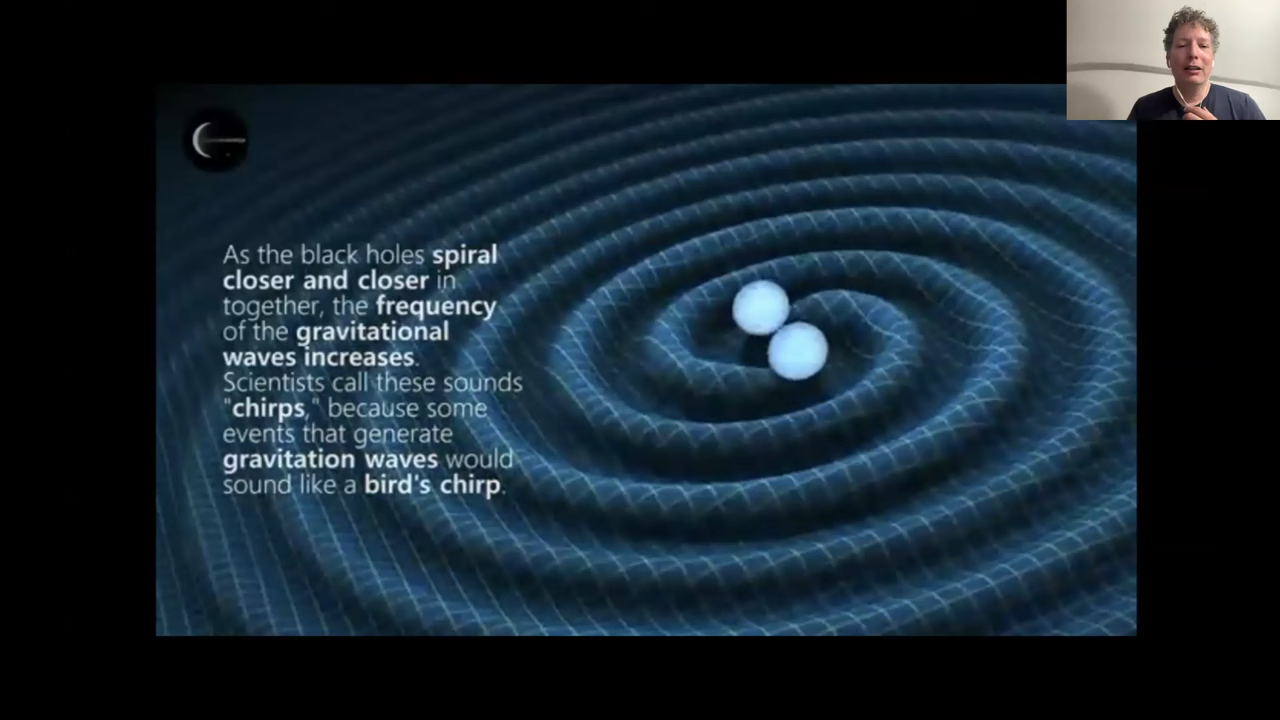 As the black holes spiral
closer and closer in
together, the frequency
of the gravitational
waves increases.
Scientists call these sounds
"chirps," because some
events that generate
gravitation waves would
sound like a bird's chirp.